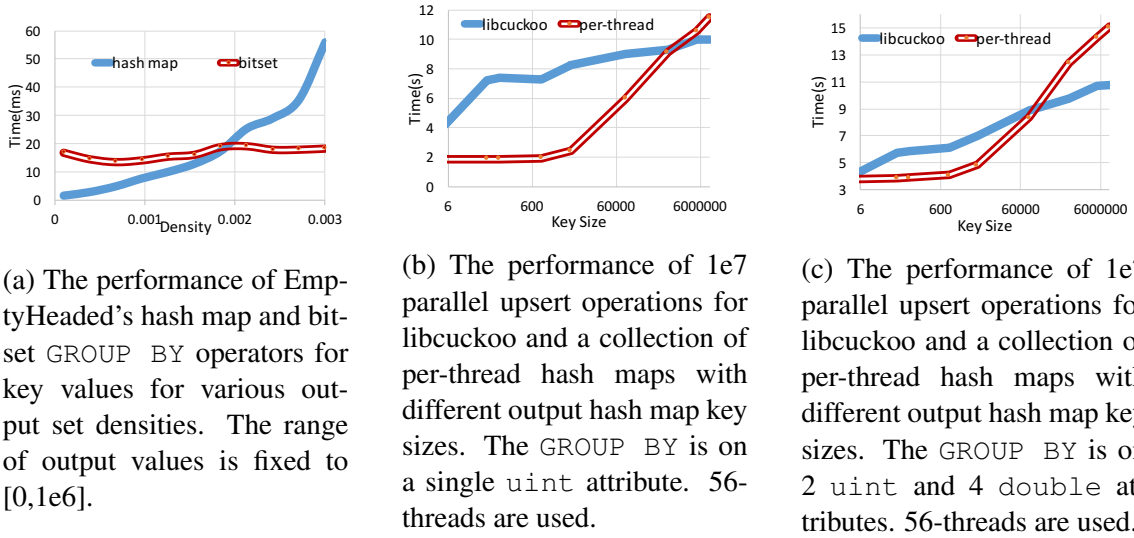 60
50
40
30
20
10
0
Time(ms)
hash map
bitset
0
0.001
0.002
0.003
Density
(a) The performance of Emp-
tyHeaded's hash map and bit-
set GROUP BY operators for
key values for various out-
put set densities. The range
of output values is fixed to
[0,1e6].
12
10
8
6
4
2
0
Time(s)
libcuckoo
per-thread
6
600
60000
6000000
Key Size
(b) The performance of 1e7
parallel upsert operations for
libcuckoo and a collection of
per-thread hash maps with
different output hash map key
sizes. The GROUP BY is on
a single uint attribute. 56-
threads are used.
15
13
11
9
7
5
3
Time(s)
libcuckoo
per-thread
6
600
60000
6000000
Key Size
(c) The performance of 1e7
parallel upsert operations fo
libcuckoo and a collection o
per-thread hash maps with
different output hash map key
sizes. The GROUP BY is on
2 uint and 4 double at
tributes. 56-threads are used.